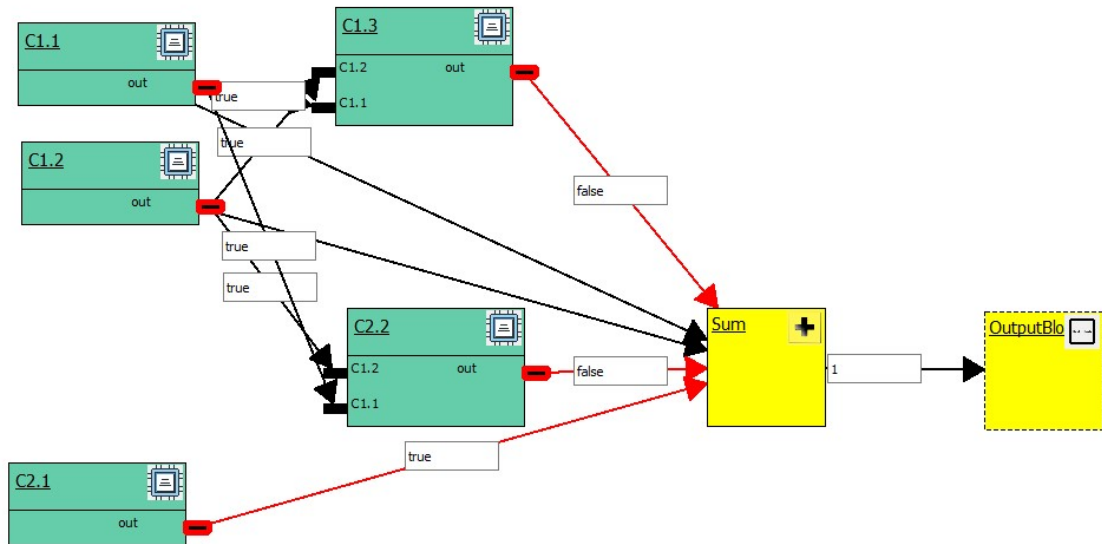 C1.1
out
C1.2
out
C1.3
C1.2
out
C1.1
true
true
true
true
false
C2.2
C1.2
out
C1.1
false
Sum
1
OutputBlo
true
C2.1
out